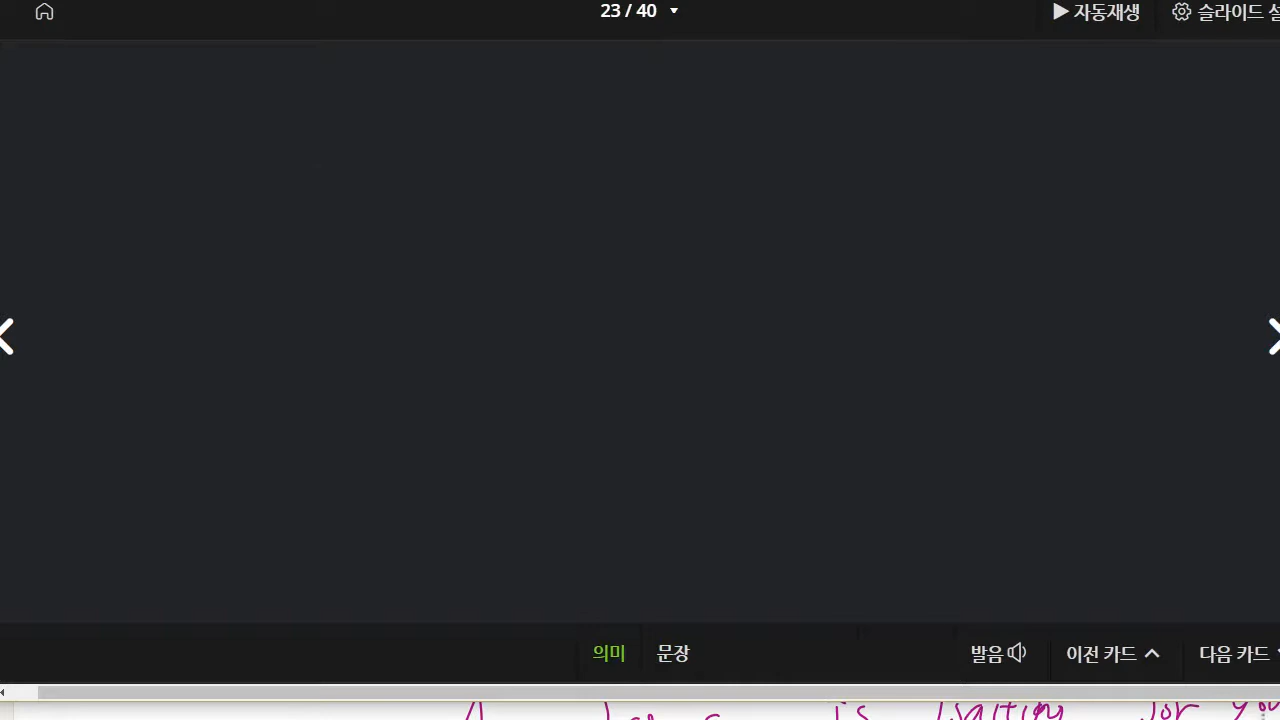 23 / 40
자동재생
슬라이드
의미
문장
발음
이전 카드
다음 카드
is waiting for you